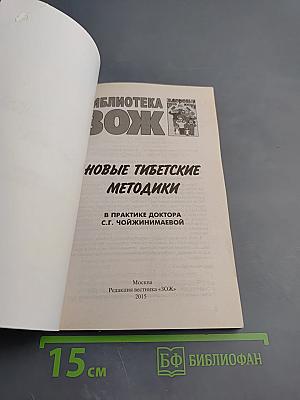 БИБЛИОТЕКА
ЗОЖ
НОВЫЕ ТИБЕТСКИЕ
МЕТОДИКИ
В ПРАКТИКЕ ДОКТОРА
С.Г. ЧОЙЖИНИМАЕВОЙ
Москва
Редакция вестника «ЗОЖ»
2015
15 см
БФ БИБЛИОФАН